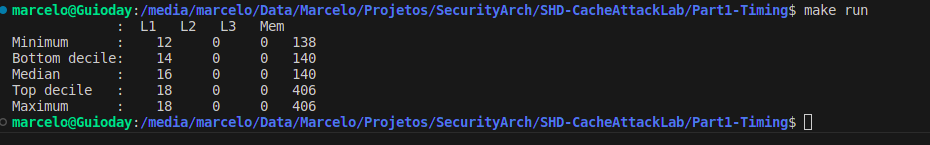 marcelo@Guioday:/media/marcelo/Data/Marcelo/Projetos/SecurityArch/SHD-CacheAttackLab/Part1-Timing$ make run
: L1 L2 L3 Mem
Minimum : 12 0 0 138
Bottom decile: 14 0 0 140
Median : 16 0 0 140
Top decile : 18 0 0 406
Maximum : 18 0 0 406
marcelo@Guioday:/media/marcelo/Data/Marcelo/Projetos/SecurityArch/SHD-CacheAttackLab/Part1-Timing$